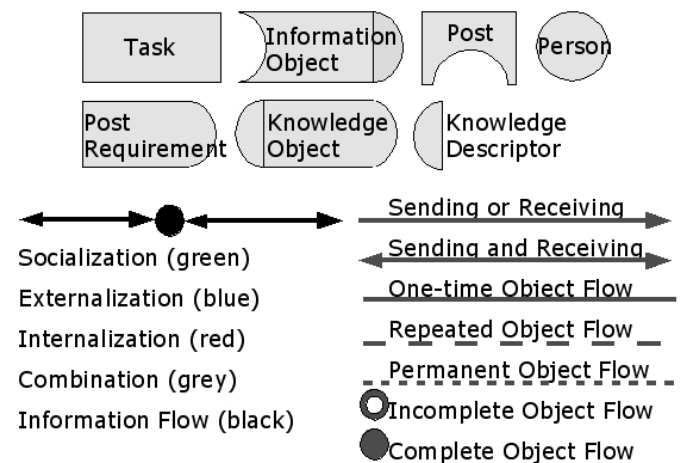 Task
Information
Object
Post
Person
Post
Requirement
Knowledge
Object
Knowledge
Descriptor
Socialization (green)
Externalization (blue)
Internalization (red)
Combination (grey)
Information Flow (black)
Sending or Receiving
Sending and Receiving
One-time Object Flow
Repeated Object Flow
Permanent Object Flow
Incomplete Object Flow
Complete Object Flow